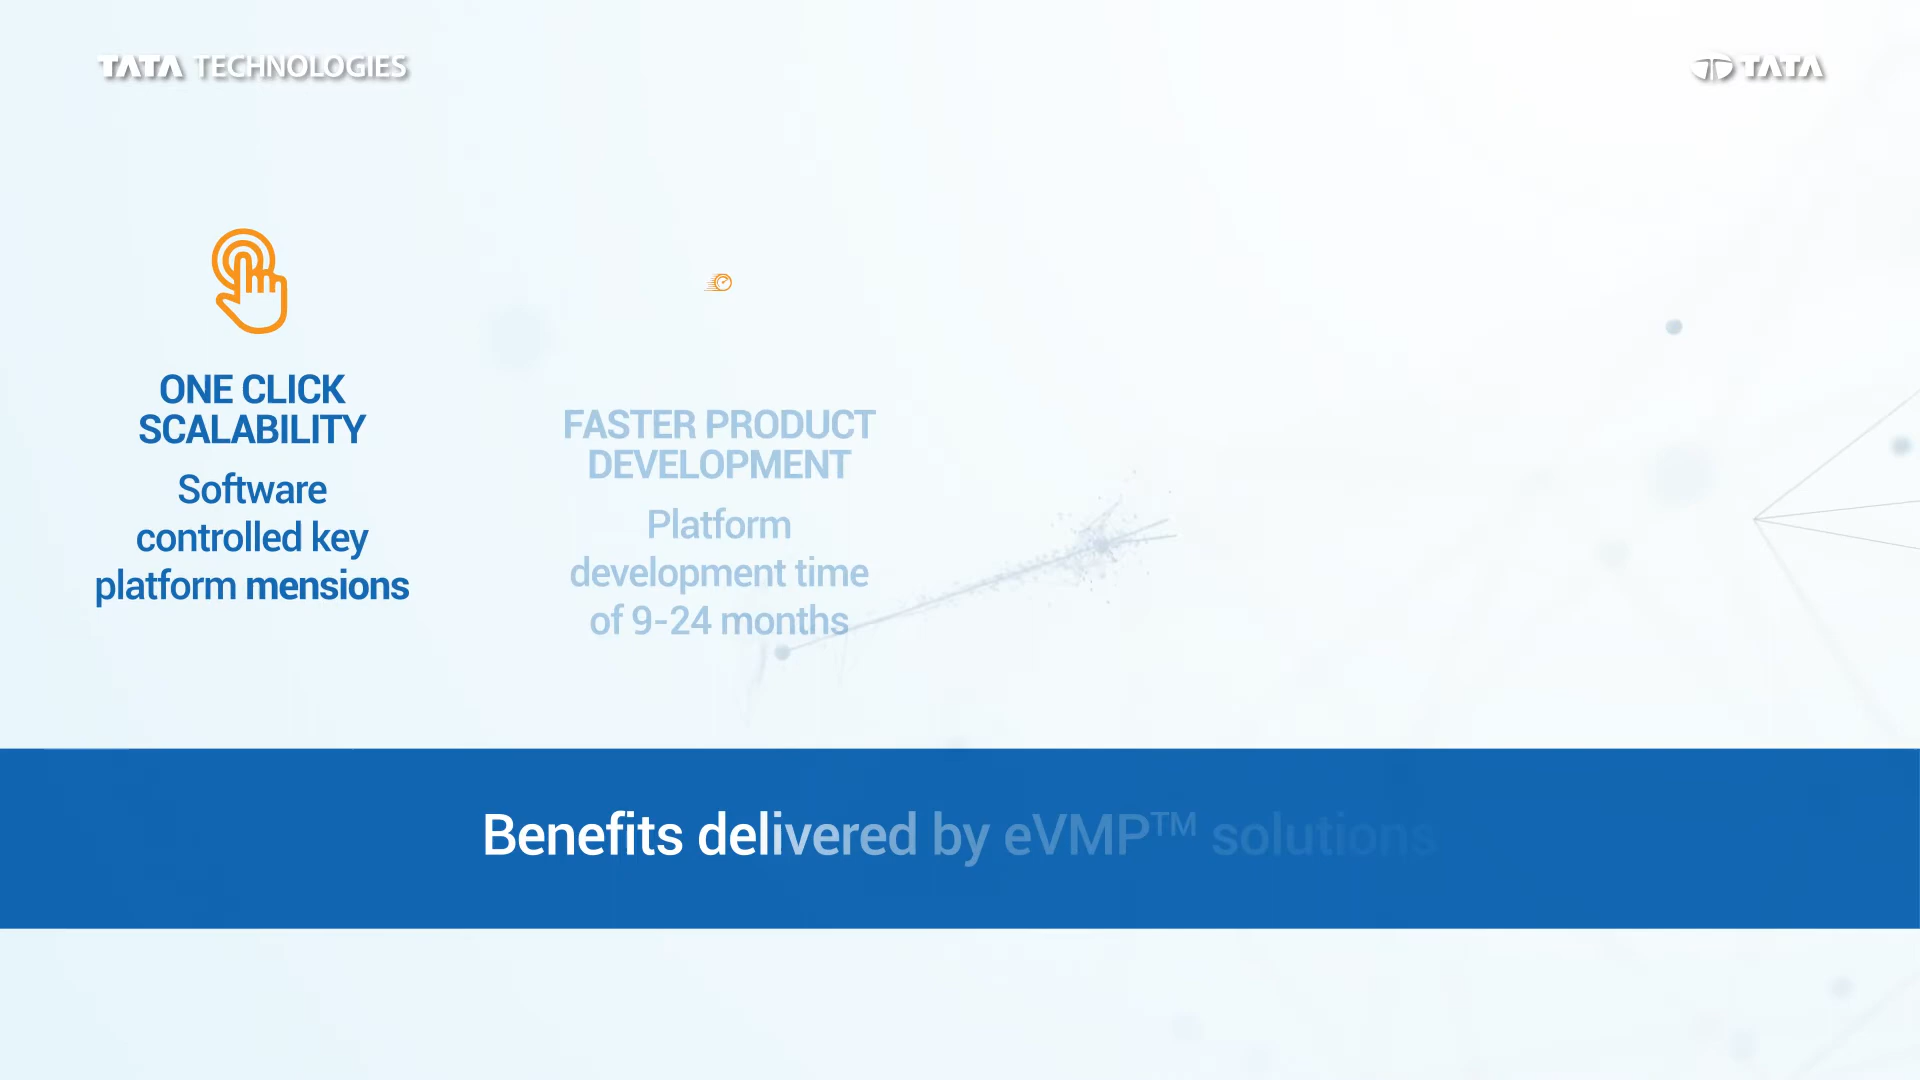 TATA TECHNOLOGIES
TATA
ONE CLICK
SCALABILITY
Software
controlled key
platform mensions
FASTER PRODUCT
DEVELOPMENT
Platform
development time
of 9-24 months
Benefits delivered by eVMP™ solutions